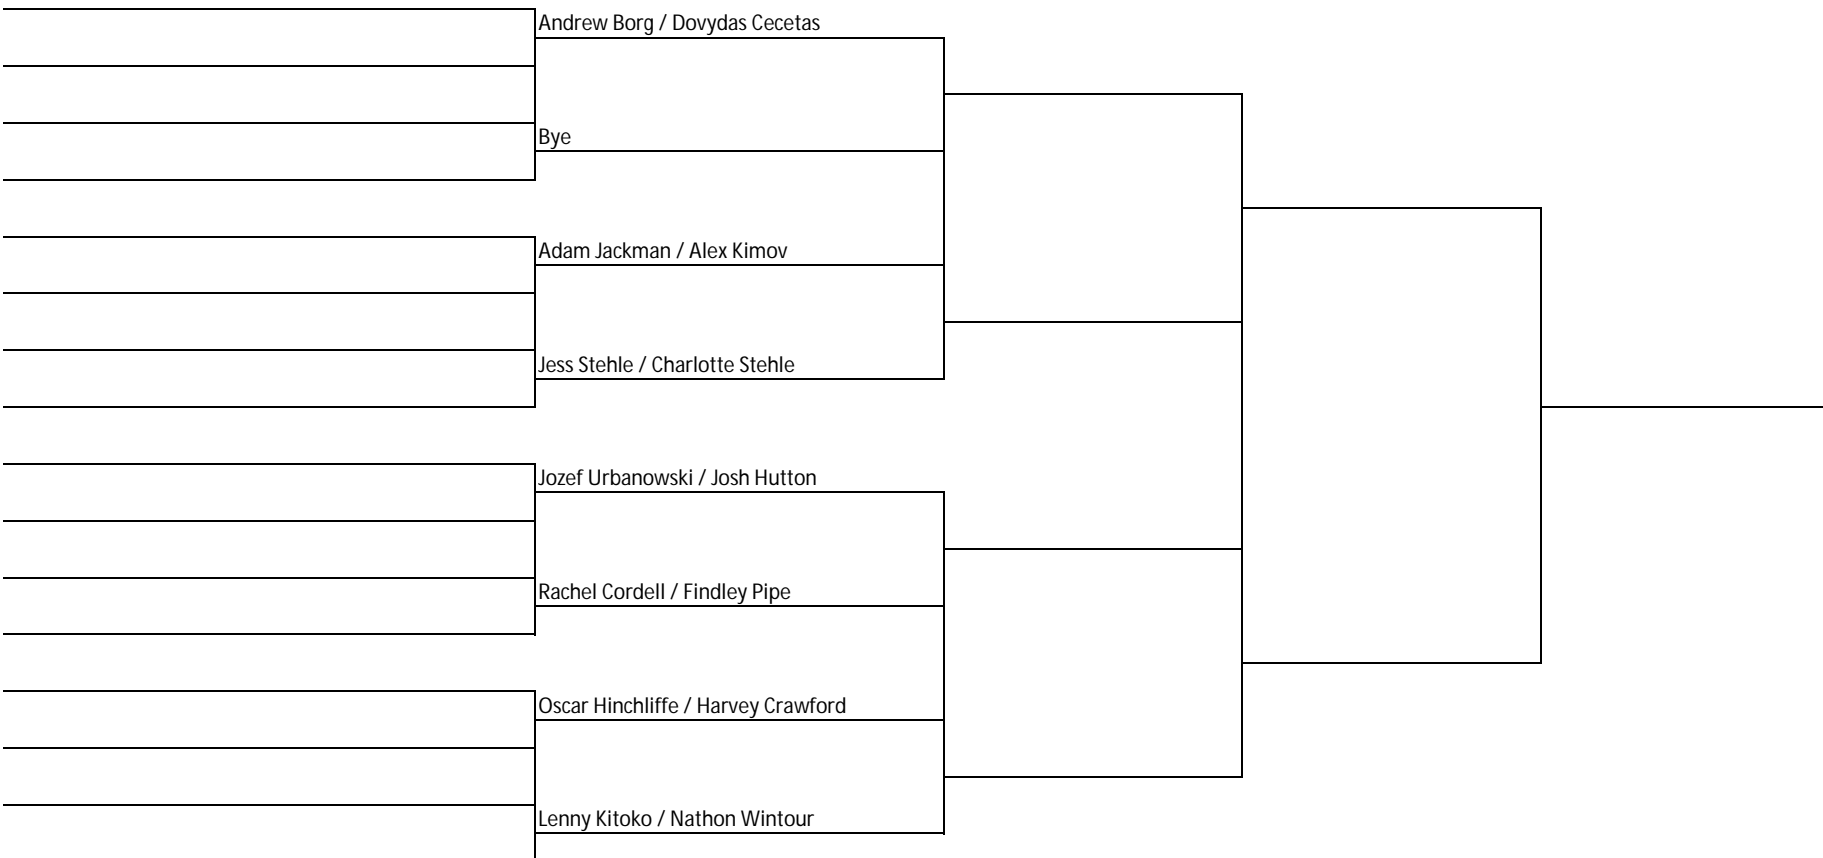 Andrew Borg / Dovydas Cecetas
Bye
Adam Jackman / Alex Kimov
Jess Stehle / Charlotte Stehle
Jozef Urbanowski / Josh Hutton
Rachel Cordell / Findley Pipe
Oscar Hinchliffe / Harvey Crawford
Lenny Kitoko / Nathon Wintour